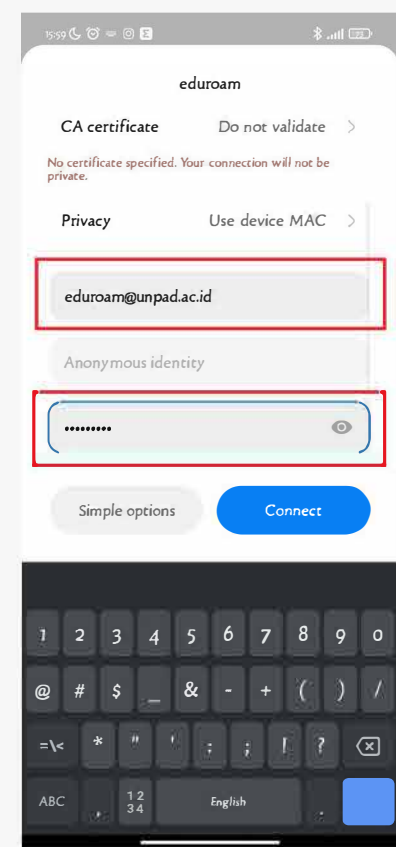 15:59
eduroam
CA certificate Do not validate
No certificate specified. Your connection will not be
private.
Privacy Use device MAC
eduroam@unpad.ac.id
Anonymous identity
•••••••••
Simple options Connect
1 2 3 4 5 6 7 8 9 0
@ # $ _ & - + ( ) /
=\< * " ' : ; ! ? 
ABC , 12 English .
34